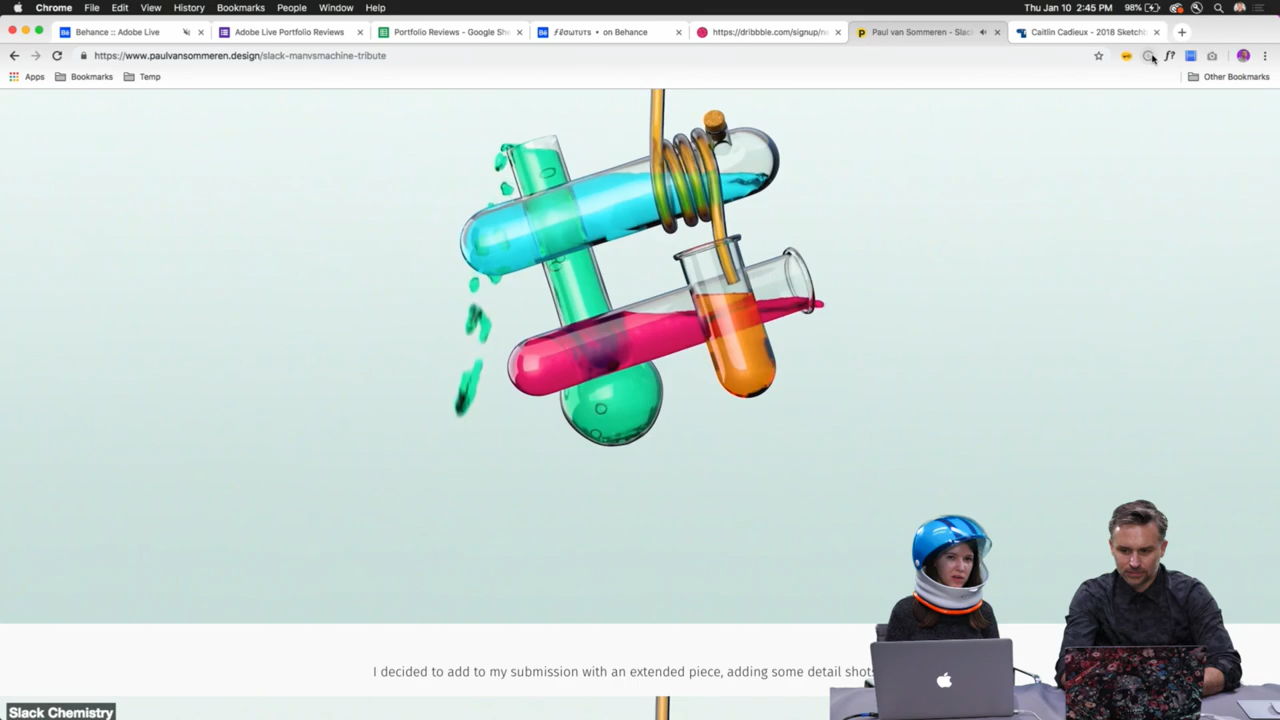 Chrome File Edit View History Bookmarks People Window Help 98% Thu Jan 10 2:45 PM
Behance :: Adobe Live
Adobe Live Portfolio Reviews
Portfolio Reviews - Google She
• on Behance
https://dribbble.com/signup/ne
Paul van Sommeren - Slac
Caitlin Cadieux - 2018 Sketchb
https://www.paulvansommeren.design/slack-manvsmachine-tribute
f?
Apps Bookmarks Temp Other Bookmarks
I decided to add to my submission with an extended piece, adding some detail shots
Slack Chemistry